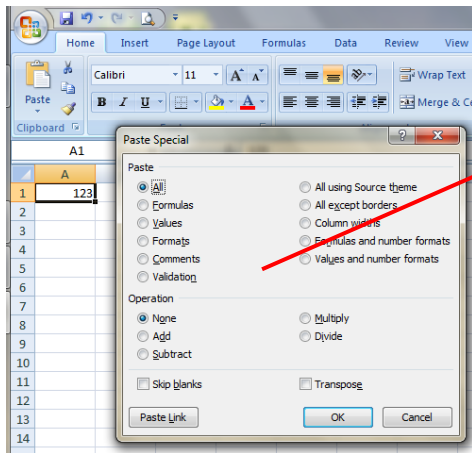 Home Insert Page Layout Formulas Data Review View
Calibri 11 A A Wrap Text
Paste B I U A Merge & Ce
Clipboard
A1
Paste Special
A
Paste
1 123 All All using Source theme
2 Formulas All except borders
3 Values Column widths
4 Formats Formulas and number formats
5 Comments Values and number formats
6 Validation
7 Operation
8 None Multiply
9 Add Divide
10 Subtract
11 Skip blanks Transpose
12
13 Paste Link OK Cancel
14